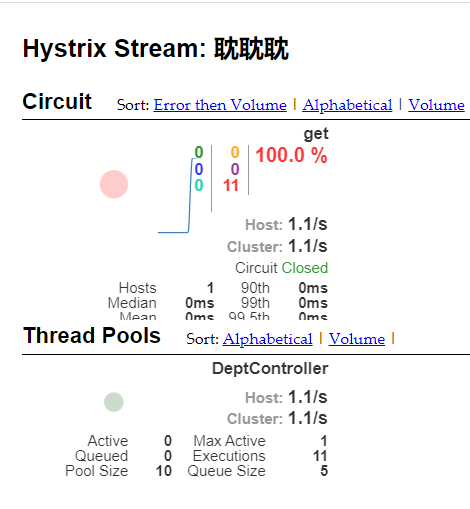 Hystrix Stream: 耽耽耽
Circuit Sort: Error then Volume | Alphabetical | Volume
get
0 0 100.0 %
0 0
0 11
Host: 1.1/s
Cluster: 1.1/s
Circuit Closed
Hosts 1 90th 0ms
Median 0ms 99th 0ms
Mean 0ms 99.5th 0ms
Thread Pools Sort: Alphabetical | Volume |
DeptController
Host: 1.1/s
Cluster: 1.1/s
Active 0 Max Active 1
Queued 0 Executions 11
Pool Size 10 Queue Size 5